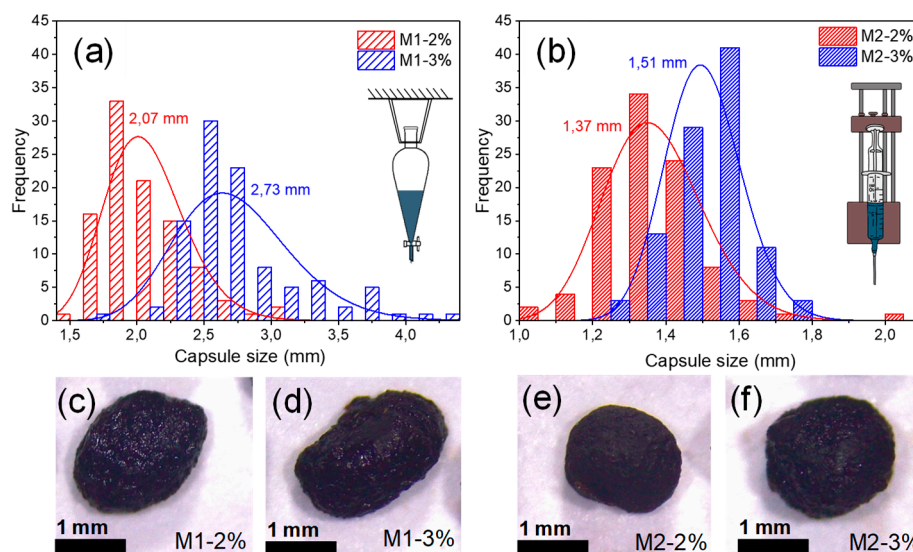 (a)
M1-2%
M1-3%
2,07 mm
2,73 mm
Frequency
45
40
35
30
25
20
15
10
5
0
1,5 2,0 2,5 3,0 3,5 4,0
Capsule size (mm)
(b)
M2-2%
M2-3%
1,51 mm
1,37 mm
Frequency
45
40
35
30
25
20
15
10
5
0
1,0 1,2 1,4 1,6 1,8 2,0
Capsule size (mm)
(c)
1 mm
M1-2%
(d)
1 mm
M1-3%
(e)
1 mm
M2-2%
(f)
1 mm
M2-3%